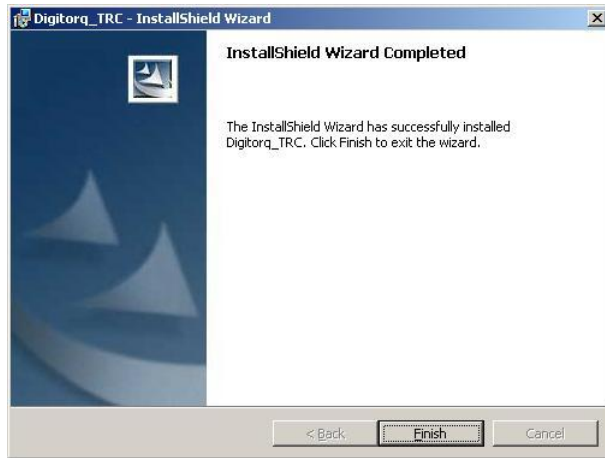 Digitorq_TRC - InstallShield Wizard
InstallShield Wizard Completed
The InstallShield Wizard has successfully installed
Digitorq_TRC. Click Finish to exit the wizard.
< Back
Finish
Cancel